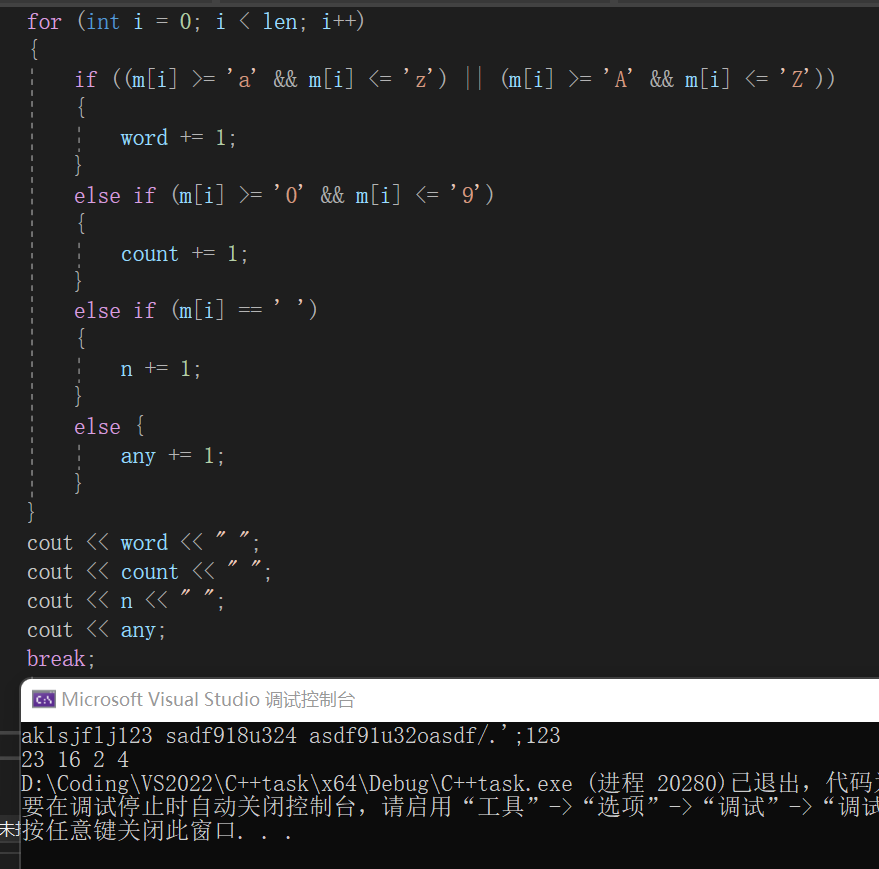 for (int i = 0; i < len; i++)
{
if ((m[i] >= 'a' && m[i] <= 'z') || (m[i] >= 'A' && m[i] <= 'Z'))
{
word += 1;
}
else if (m[i] >= '0' && m[i] <= '9')
{
count += 1;
}
else if (m[i] == ' ')
{
n += 1;
}
else {
any += 1;
}
}
cout << word << " ";
cout << count << " ";
cout << n << " ";
cout << any;
break;
Microsoft Visual Studio 调试控制台
aklsjflj123 sadf918u324 asdf91u32oasdf/.';123
23 16 2 4
D:\Coding\VS2022\C++task\x64\Debug\C++task.exe (进程 20280)已退出，代码
要在调试停止时自动关闭控制台，请启用“工具”->“选项”->“调试”->“调试
未
按任意键关闭此窗口. . .